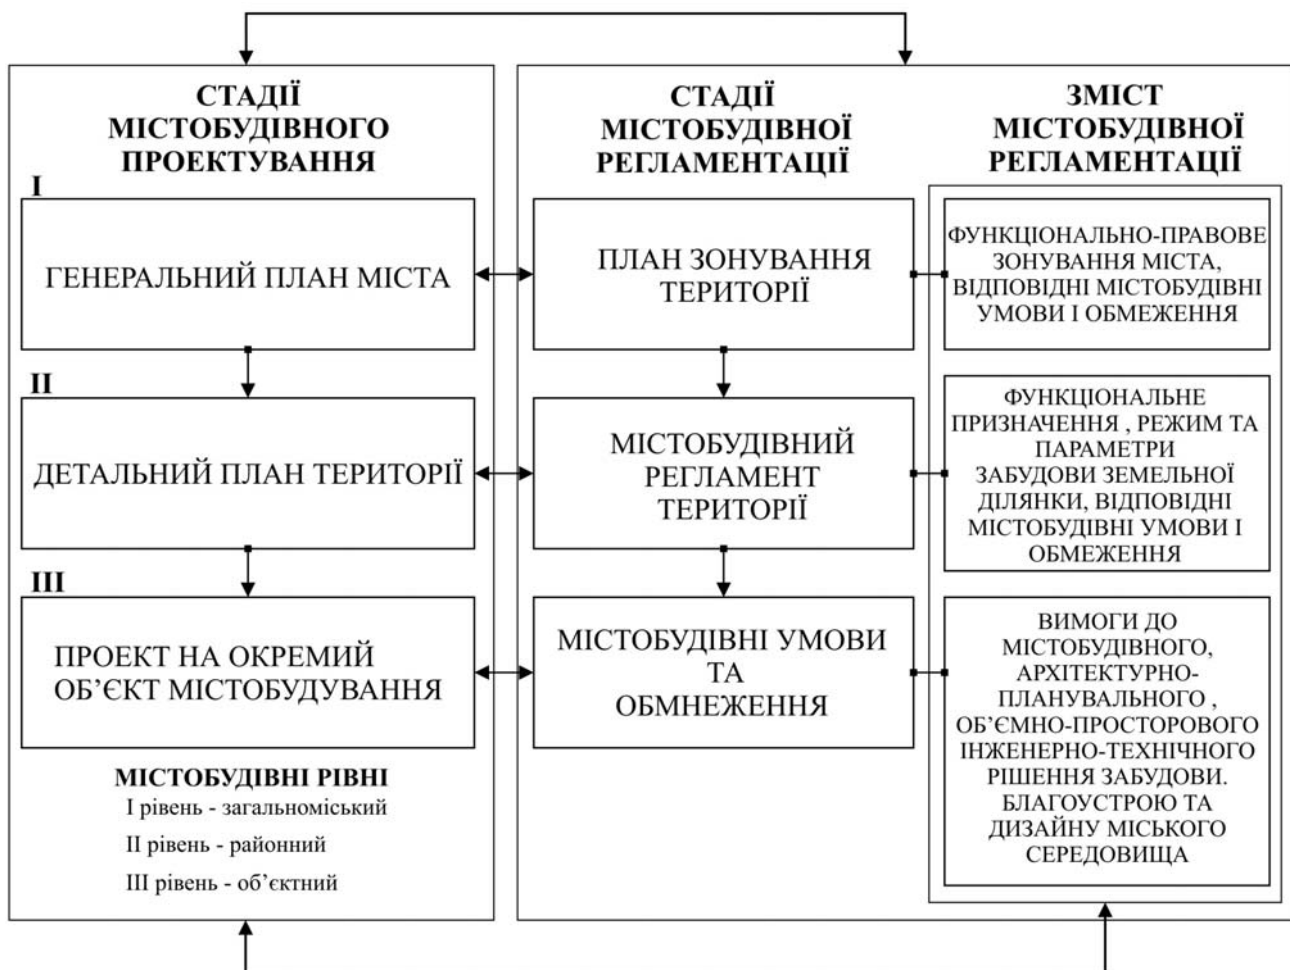 СТАДІЇ
МІСТОБУДІВНОГО
ПРОЕКТУВАННЯ
I
ГЕНЕРАЛЬНИЙ ПЛАН МІСТА
II
ДЕТАЛЬНИЙ ПЛАН ТЕРИТОРІЇ
III
ПРОЕКТ НА ОКРЕМИЙ
ОБ’ЄКТ МІСТОБУДУВАННЯ
МІСТОБУДІВНІ РІВНІ
I рівень - загальноміський
II рівень - районний
III рівень - об’єктний
СТАДІЇ
МІСТОБУДІВНОЇ
РЕГЛАМЕНТАЦІЇ
ПЛАН ЗОНУВАННЯ
ТЕРИТОРІЇ
МІСТОБУДІВНИЙ
РЕГЛАМЕНТ
ТЕРИТОРІЇ
МІСТОБУДІВНІ УМОВИ
ТА
ОБМНЕЖЕННЯ
ЗМІСТ
МІСТОБУДІВНОЇ
РЕГЛАМЕНТАЦІЇ
ФУНКЦІОНАЛЬНО-ПРАВОВЕ
ЗОНУВАННЯ МІСТА,
ВІДПОВІДНІ МІСТОБУДІВНІ
УМОВИ І ОБМЕЖЕННЯ
ФУНКЦІОНАЛЬНЕ
ПРИЗНАЧЕННЯ , РЕЖИМ ТА
ПАРАМЕТРИ
ЗАБУДОВИ ЗЕМЕЛЬНОЇ
ДІЛЯНКИ, ВІДПОВІДНІ
МІСТОБУДІВНІ УМОВИ І
ОБМЕЖЕННЯ
ВИМОГИ ДО
МІСТОБУДІВНОГО,
АРХІТЕКТУРНО-
ПЛАНУВАЛЬНОГО ,
ОБ’ЄМНО-ПРОСТОРОВОГО
ІНЖЕНЕРНО-ТЕХНІЧНОГО
РІШЕННЯ ЗАБУДОВИ.
БЛАГОУСТРОЮ ТА
ДИЗАЙНУ МІСЬКОГО
СЕРЕДОВИЩА